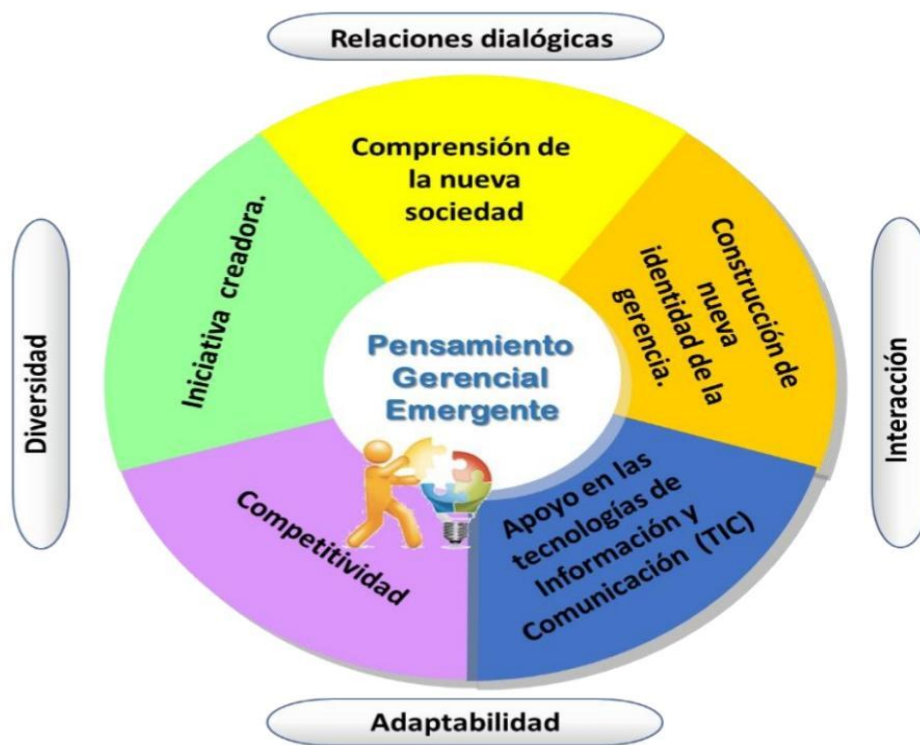 Relaciones dialógicas
Comprensión de
la nueva
sociedad
Construcción de
nueva
identidad de la
gerencia.
Iniciativa creadora.
Pensamiento
Gerencial
Emergente
Diversidad
Interacción
Competitividad
Apoyo en las
tecnologías de
Información y
Comunicación (TIC)
Adaptabilidad